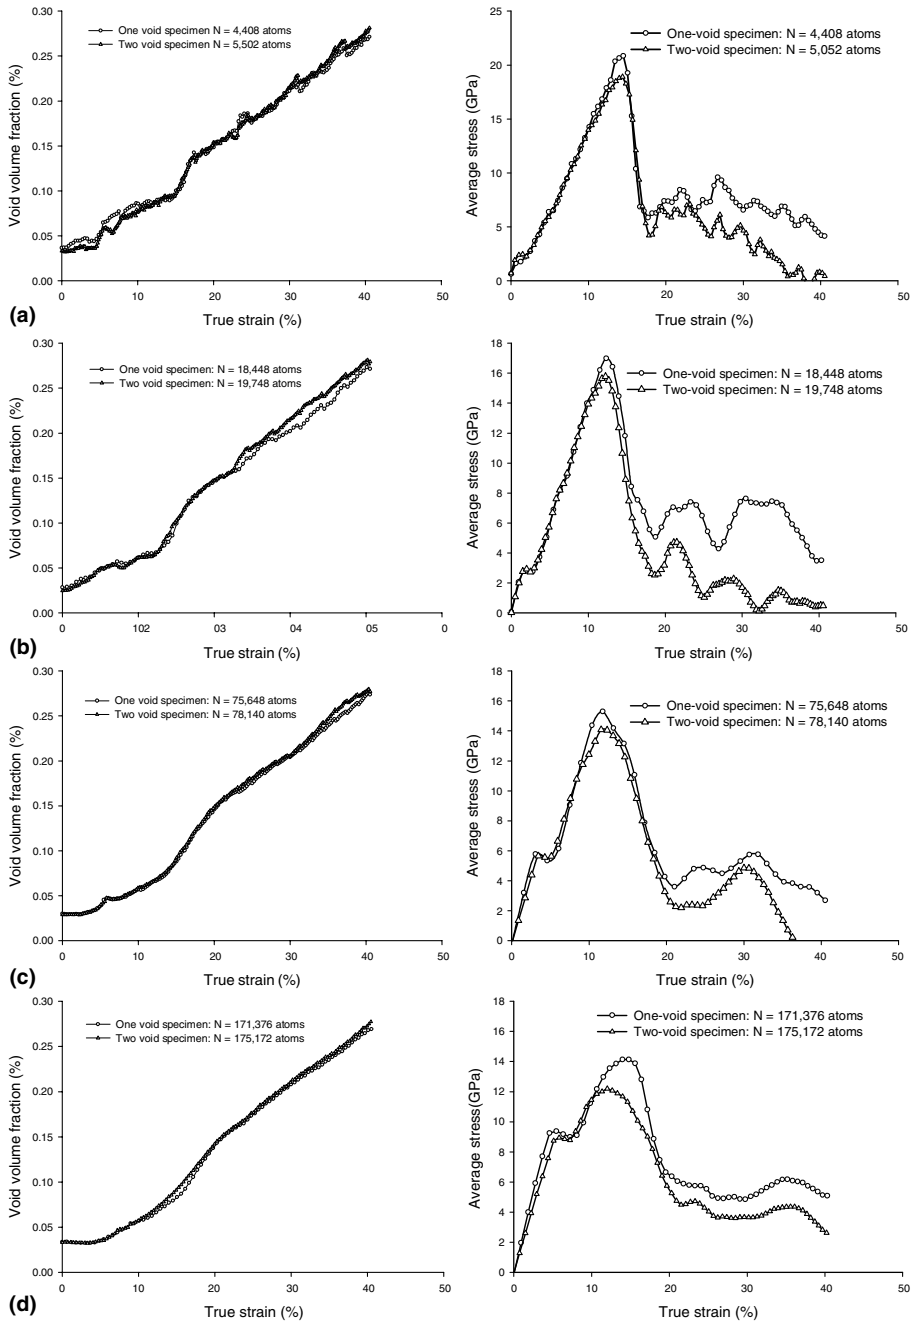 0.30
0.25
0.20
0.15
0.10
0.05
0.00
Void volume fraction (%)
One void specimen N = 4,408 atoms
Two void specimen N = 5,502 atoms
0 10 20 30 40 50
True strain (%)
25
20
15
10
5
0
Average stress (GPa)
One-void specimen: N = 4,408 atoms
Two-void specimen: N = 5,052 atoms
0 10 20 30 40 50
True strain (%)
(a)
0.30
0.25
0.20
0.15
0.10
0.05
0.00
Void volume fraction (%)
One void specimen: N = 18,448 atoms
Two void specimen: N = 19,748 atoms
0 102 03 04 05 0
True strain (%)
18
16
14
12
10
8
6
4
2
0
Average stress (GPa)
One-void specimen: N = 18,448 atoms
Two-void specimen: N = 19,748 atoms
0 10 20 30 40 50
True strain (%)
(b)
0.30
0.25
0.20
0.15
0.10
0.05
0.00
Void volume fraction (%)
One void specimen: N = 75,648 atoms
Two void specimen: N = 78,140 atoms
0 10 20 30 40 50
True strain (%)
18
16
14
12
10
8
6
4
2
0
Average stress (GPa)
One-void specimen: N = 75,648 atoms
Two-void specimen: N = 78,140 atoms
0 10 20 30 40 50
True strain (%)
(c)
0.30
0.25
0.20
0.15
0.10
0.05
0.00
Void volume fraction (%)
One void specimen: N = 171,376 atoms
Two void specimen: N = 175,172 atoms
0 10 20 30 40 50
True strain (%)
18
16
14
12
10
8
6
4
2
0
Average stress(GPa)
One-void specimen: N = 171,376 atoms
Two-void specimen: N = 175,172 atoms
0 10 20 30 40 50
True strain (%)
(d)